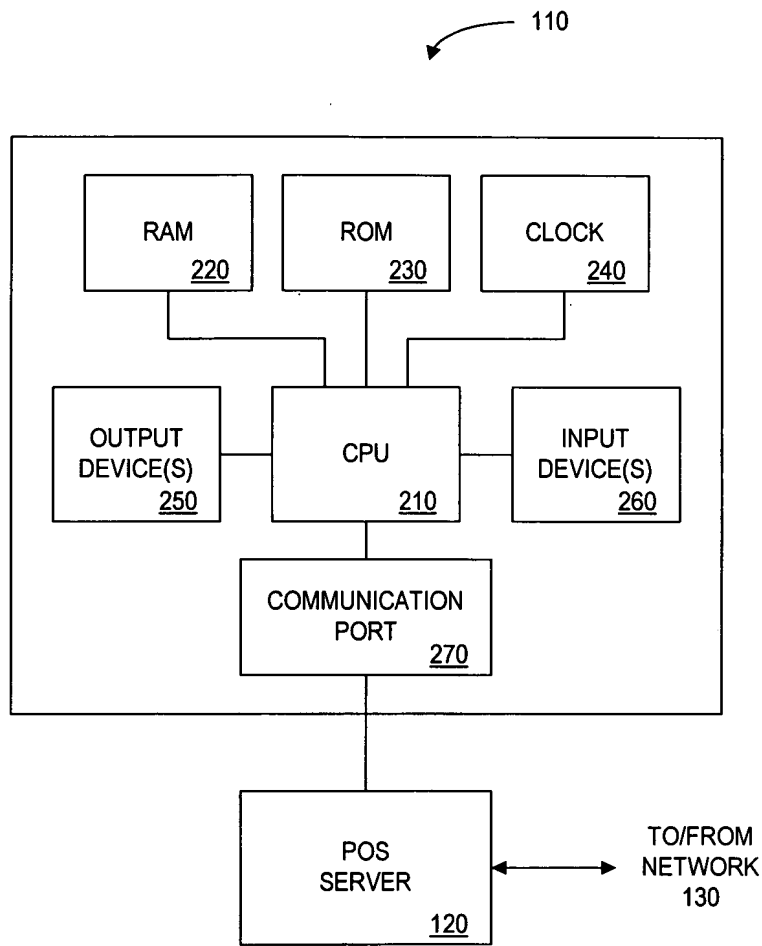 110
RAM
220
ROM
230
CLOCK
240
OUTPUT
DEVICE(S)
250
CPU
210
INPUT
DEVICE(S)
260
COMMUNICATION
PORT
270
POS
SERVER
120
TO/FROM
NETWORK
130